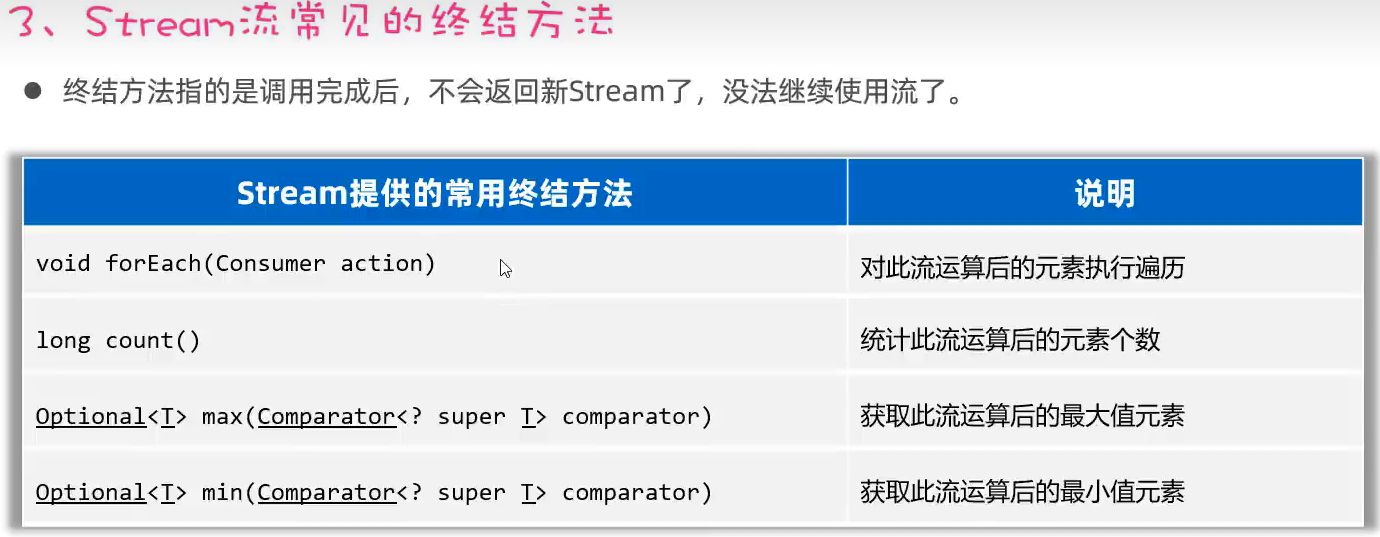 3、Stream流常见的终结方法
● 终结方法指的是调用完成后，不会返回新Stream了，没法继续使用流了。
Stream提供的常用终结方法 说明
void forEach(Consumer action) 对此流运算后的元素执行遍历
long count() 统计此流运算后的元素个数
Optional<T> max(Comparator<? super T> comparator) 获取此流运算后的最大值元素
Optional<T> min(Comparator<? super T> comparator) 获取此流运算后的最小值元素